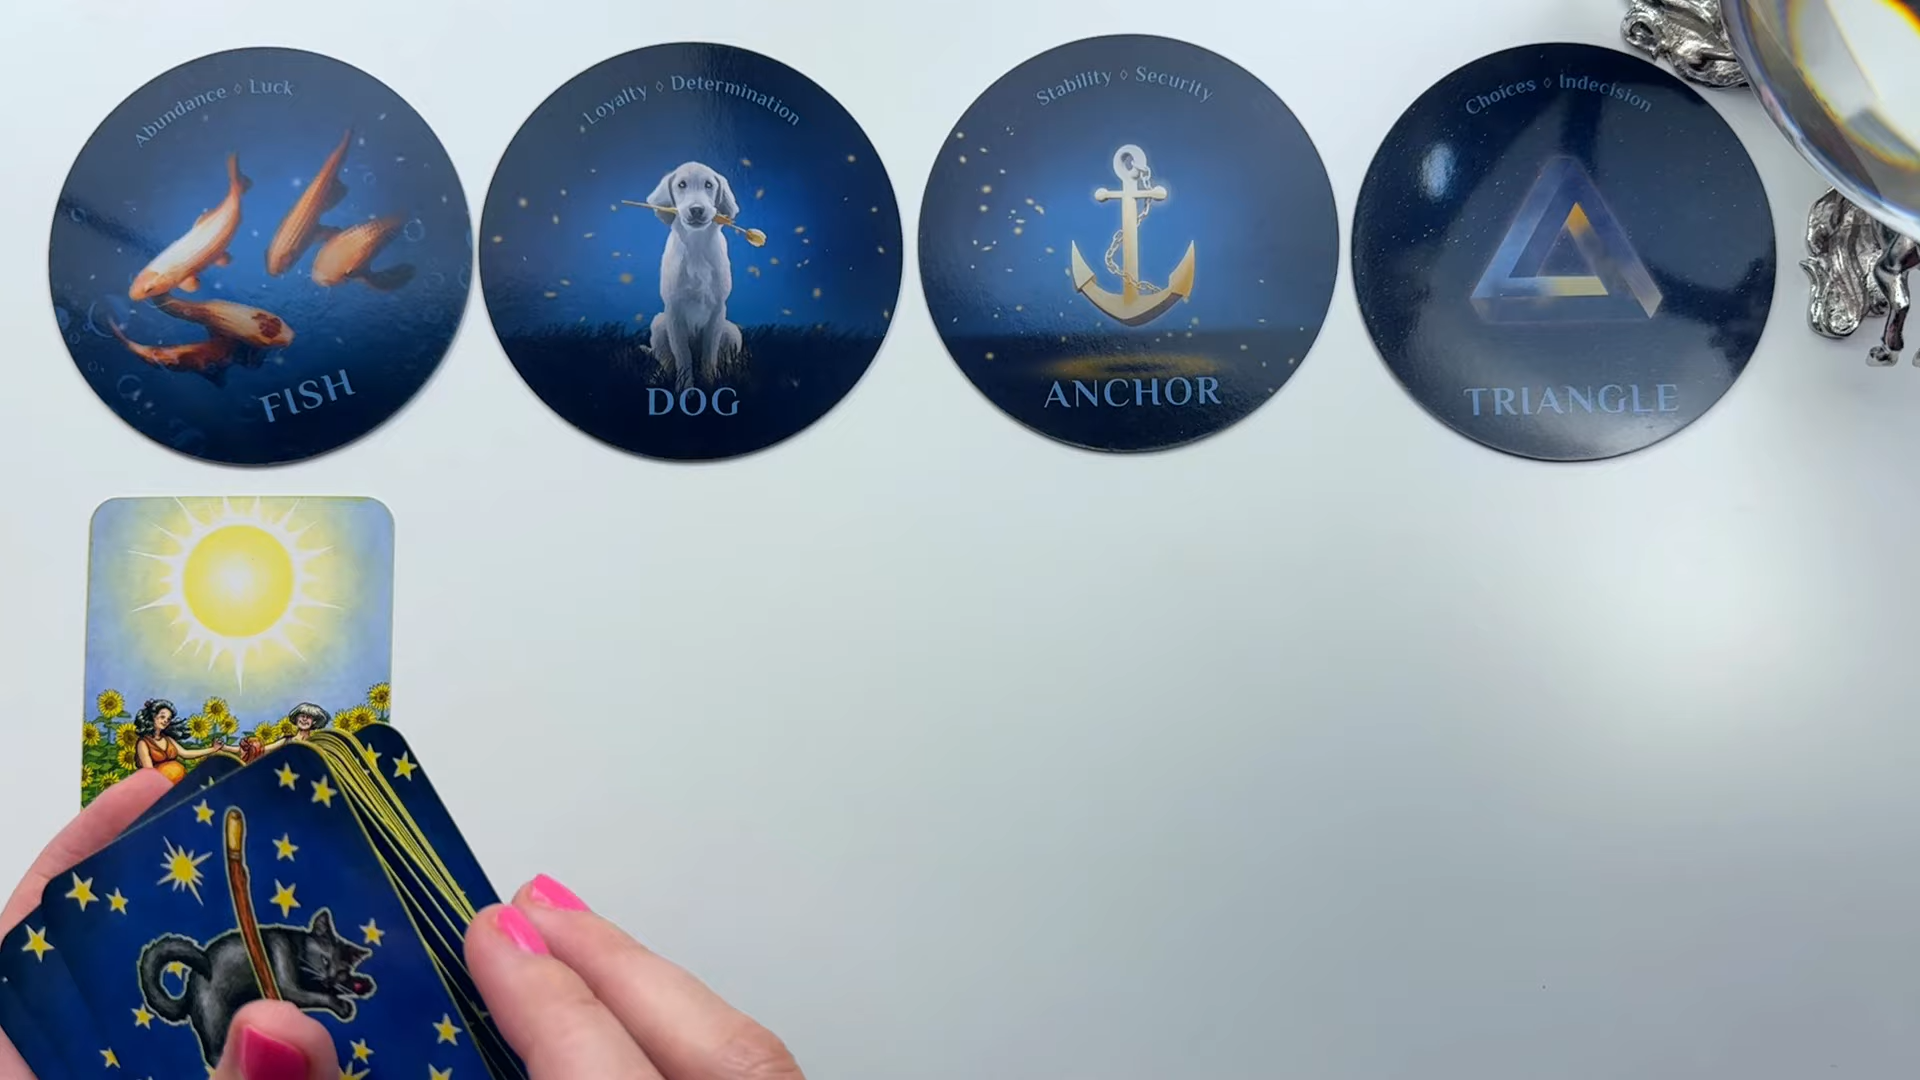 Abundance ◊ Luck
FISH
Loyalty ◊ Determination
DOG
Stability ◊ Security
ANCHOR
Choices ◊ Indecision
TRIANGLE